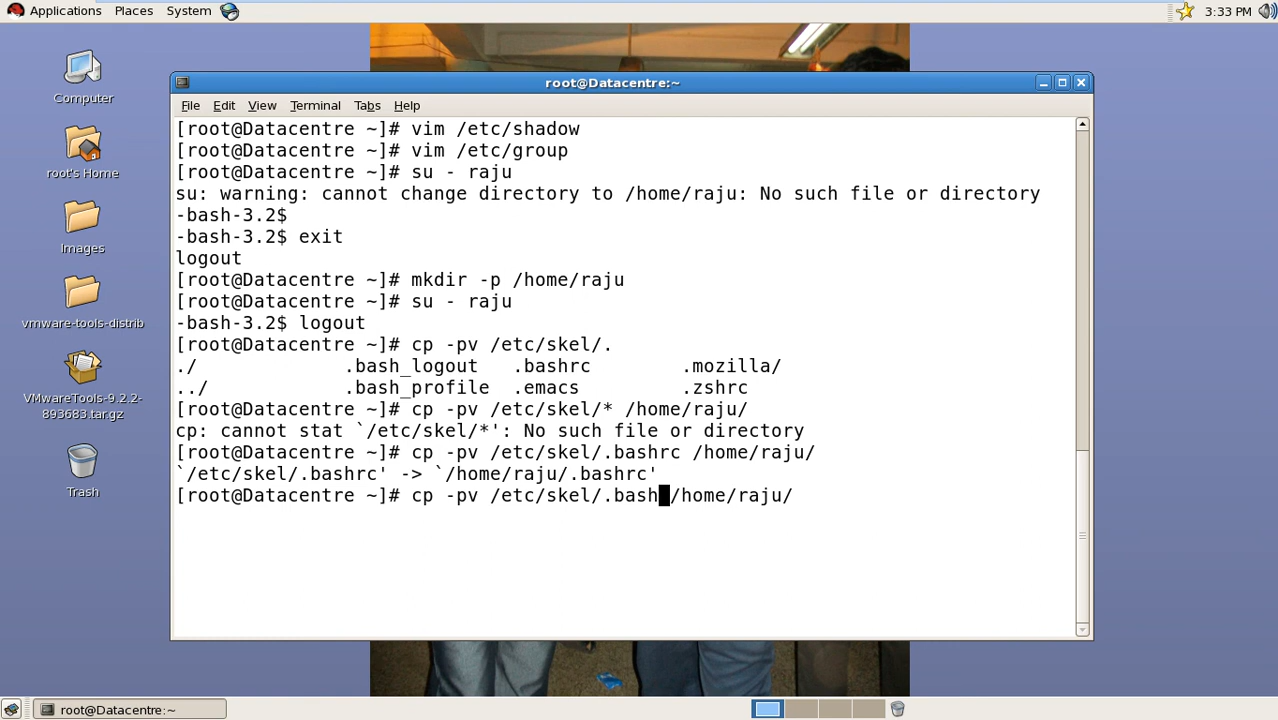 Applications Places System 3:33 PM
Computer
root's Home
Images
vmware-tools-distrib
VMwareTools-9.2.2-
893683.tar.gz
Trash
root@Datacentre:~
File Edit View Terminal Tabs Help
[root@Datacentre ~]# vim /etc/shadow
[root@Datacentre ~]# vim /etc/group
[root@Datacentre ~]# su - raju
su: warning: cannot change directory to /home/raju: No such file or directory
-bash-3.2$
-bash-3.2$ exit
logout
[root@Datacentre ~]# mkdir -p /home/raju
[root@Datacentre ~]# su - raju
-bash-3.2$ logout
[root@Datacentre ~]# cp -pv /etc/skel/.
./ .bash_logout .bashrc .mozilla/
../ .bash_profile .emacs .zshrc
[root@Datacentre ~]# cp -pv /etc/skel/* /home/raju/
cp: cannot stat `/etc/skel/*': No such file or directory
[root@Datacentre ~]# cp -pv /etc/skel/.bashrc /home/raju/
`/etc/skel/.bashrc' -> `/home/raju/.bashrc'
[root@Datacentre ~]# cp -pv /etc/skel/.bash /home/raju/
root@Datacentre:~